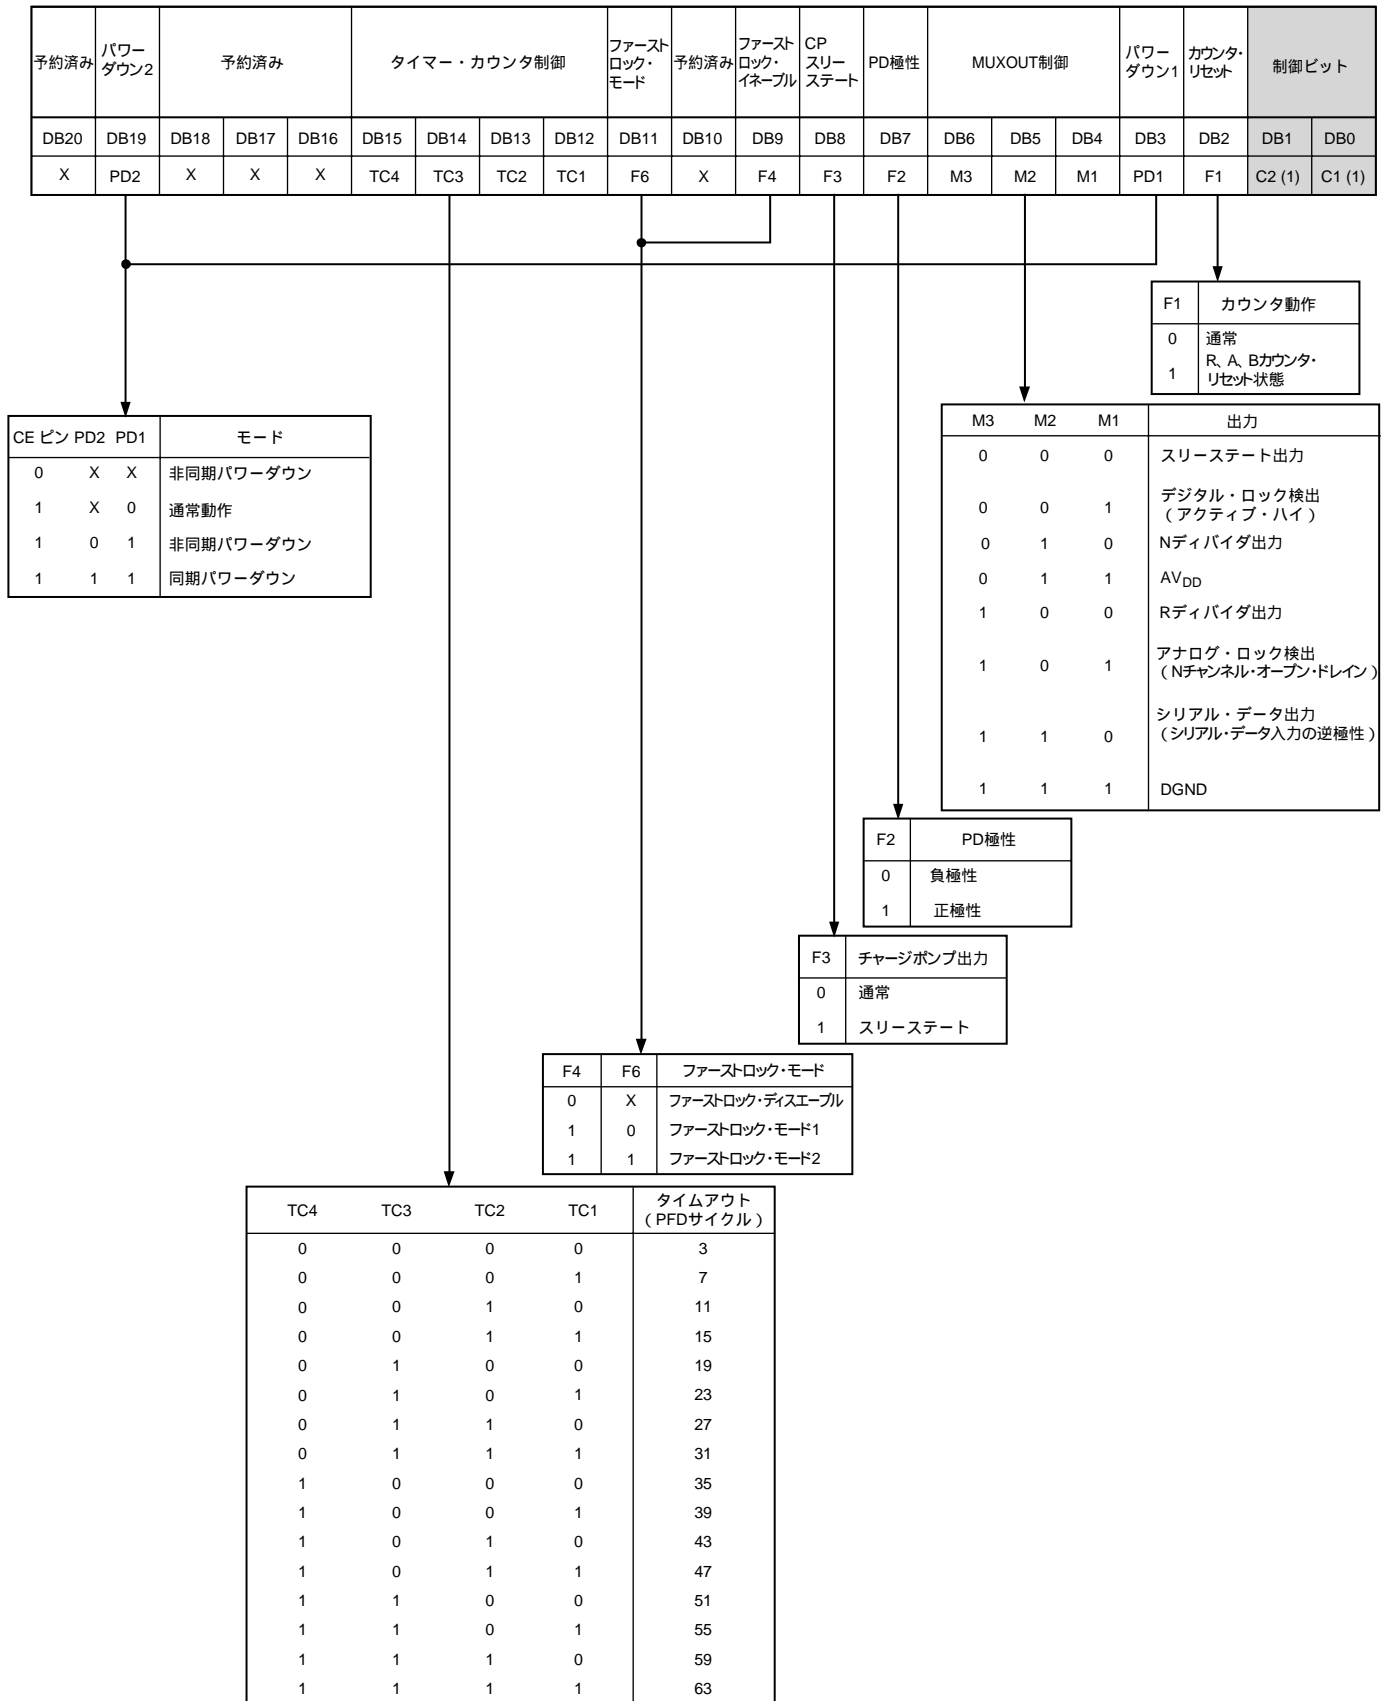 予約済み パワーダウン2 予約済み タイマー・カウンタ制御 ファーストロック・モード 予約済み ファーストロック・イネーブル CPスリーステート PD極性 MUXOUT制御 パワーダウン1 カウンタ・リセット 制御ビット
DB20 DB19 DB18 DB17 DB16 DB15 DB14 DB13 DB12 DB11 DB10 DB9 DB8 DB7 DB6 DB5 DB4 DB3 DB2 DB1 DB0
X PD2 X X X TC4 TC3 TC2 TC1 F6 X F4 F3 F2 M3 M2 M1 PD1 F1 C2 (1) C1 (1)
F1 カウンタ動作
0 通常
1 R、A、Bカウンタ・
リセット状態
CE ピン PD2 PD1 モード
0 X X 非同期パワーダウン
1 X 0 通常動作
1 0 1 非同期パワーダウン
1 1 1 同期パワーダウン
M3 M2 M1 出力
0 0 0 スリーステート出力
0 0 1 デジタル・ロック検出
(アクティブ・ハイ)
0 1 0 Nディバイダ出力
0 1 1 AVDD
1 0 0 Rディバイダ出力
1 0 1 アナログ・ロック検出
(Nチャンネル・オープン・ドレイン)
1 1 0 シリアル・データ出力
(シリアル・データ入力の逆極性)
1 1 1 DGND
F2 PD極性
0 負極性
1 正極性
F3 チャージポンプ出力
0 通常
1 スリーステート
F4 F6 ファーストロック・モード
0 X ファーストロック・ディスエーブル
1 0 ファーストロック・モード1
1 1 ファーストロック・モード2
TC4 TC3 TC2 TC1 タイムアウト
(PFDサイクル)
0 0 0 0 3
0 0 0 1 7
0 0 1 0 11
0 0 1 1 15
0 1 0 0 19
0 1 0 1 23
0 1 1 0 27
0 1 1 1 31
1 0 0 0 35
1 0 0 1 39
1 0 1 0 43
1 0 1 1 47
1 1 0 0 51
1 1 0 1 55
1 1 1 0 59
1 1 1 1 63